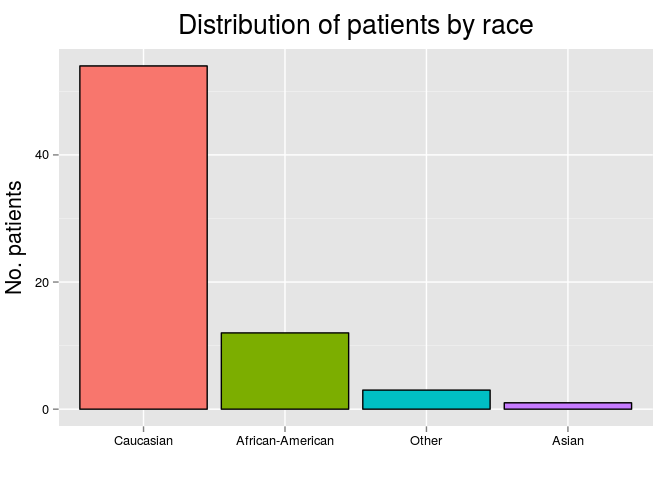 Distribution of patients by race
No. patients
40
20
0
Caucasian African-American Other Asian